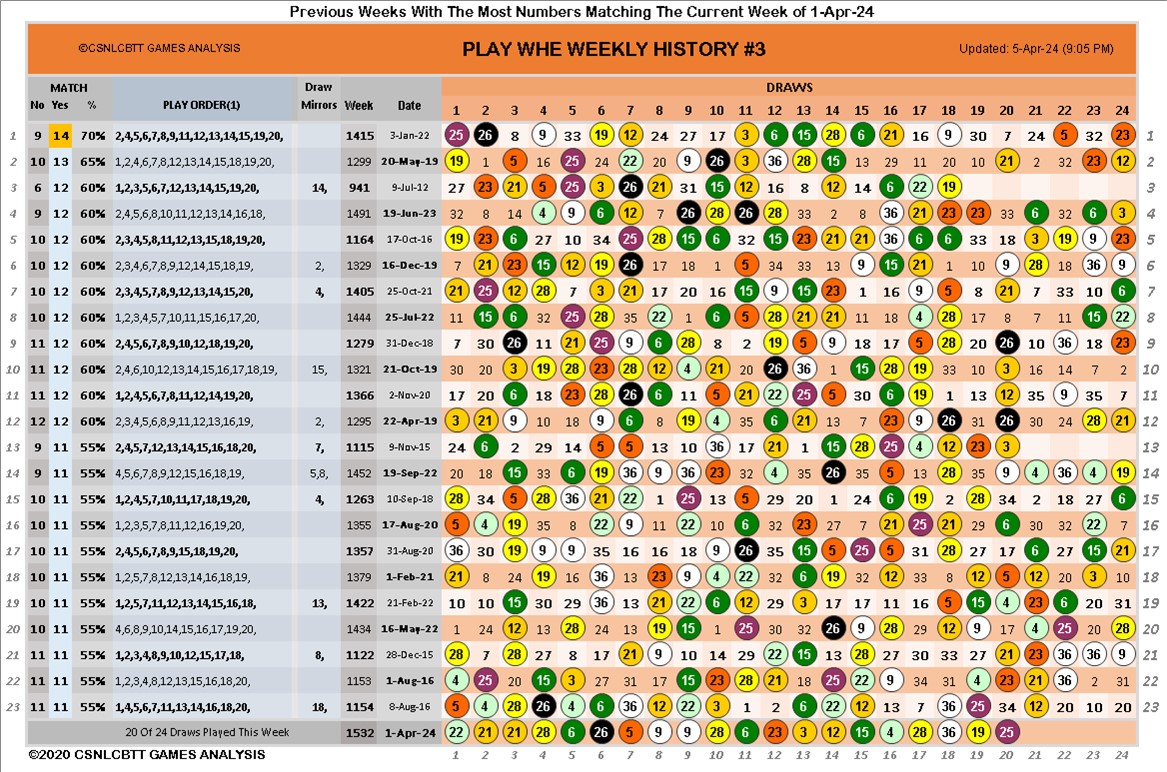 Previous Weeks With The Most Numbers Matching The Current Week of 1-Apr-24
©CSNLCBTT GAMES ANALYSIS PLAY WHE WEEKLY HISTORY #3 Updated: 5-Apr-24 (9:05 PM)
MATCH Draw DRAWS
No Yes % PLAY ORDER(1) Mirrors Week Date 1 2 3 4 5 6 7 8 9 10 11 12 13 14 15 16 17 18 19 20 21 22 23 24
1 9 14 70% 2,4,5,6,7,8,9,11,12,13,14,15,19,20, 1415 3-Jan-22 25 26 8 9 33 19 12 24 27 17 3 6 15 28 6 21 16 9 30 7 24 5 32 23 1
2 10 13 65% 1,2,4,6,7,8,12,13,14,15,18,19,20, 1299 20-May-19 19 1 5 16 25 24 22 20 9 26 3 36 28 15 13 29 11 20 10 21 2 32 23 12 2
3 6 12 60% 1,2,3,5,6,7,12,13,14,15,19,20, 14, 941 9-Jul-12 27 23 21 5 25 3 26 21 31 15 12 16 8 12 14 6 22 19 3
4 9 12 60% 2,4,5,6,8,10,11,12,13,14,16,18, 1491 19-Jun-23 32 8 14 4 9 6 12 7 9 28 26 28 33 2 8 36 21 23 23 33 6 32 4 3 4
5 10 12 60% 2,3,4,5,8,11,12,13,15,18,19,20, 1164 17-Oct-16 19 23 6 27 10 34 25 28 15 6 32 15 23 21 21 36 6 6 33 18 3 19 9 23 5
6 10 12 60% 2,3,4,6,7,8,9,12,14,15,18,19, 2, 1329 16-Dec-19 7 21 23 15 12 19 26 17 18 1 5 34 33 13 9 15 21 1 10 9 28 18 36 9 6
7 10 12 60% 2,3,4,5,7,8,9,12,13,14,15,20, 4, 1405 25-Oct-21 21 25 12 28 7 3 21 17 20 16 15 9 15 23 1 16 9 5 8 21 7 33 10 6 7
8 10 12 60% 1,2,3,4,5,7,10,11,15,16,17,20, 1444 25-Jul-22 11 15 6 32 25 28 35 22 1 6 5 28 21 21 11 18 4 28 17 8 7 11 15 22 8
9 11 12 60% 2,4,5,6,7,8,9,10,12,18,19,20, 1279 31-Dec-18 7 30 26 11 21 25 9 6 28 8 2 19 5 9 18 17 5 28 20 26 10 36 18 23 9
10 11 12 60% 2,4,6,10,12,13,14,15,16,17,18,19, 15, 1321 21-Oct-19 30 20 3 19 28 23 28 12 4 21 20 26 36 1 15 28 19 33 10 3 16 14 7 2 10
11 11 12 60% 1,2,4,5,6,7,8,11,12,14,19,20, 1366 2-Nov-20 17 20 6 18 23 28 26 6 11 5 21 22 25 5 30 6 19 1 13 12 35 9 35 7 11
12 12 12 60% 2,3,4,5,6,8,9,11,12,13,16,19, 2, 1295 22-Apr-19 3 21 9 10 18 9 6 8 19 4 35 6 21 13 7 23 9 26 31 26 20 33 28 21 12
13 9 11 55% 2,4,5,7,12,13,14,15,16,18,20, 7, 1115 9-Nov-15 24 6 2 29 14 5 5 10 10 36 17 21 1 15 28 25 4 12 23 3 13
14 9 11 55% 4,5,6,7,8,9,12,15,16,18,19, 5,8, 1452 19-Sep-22 20 18 15 33 6 19 36 9 36 23 32 4 14 26 35 5 13 28 35 9 4 36 4 19 14
15 10 11 55% 1,2,4,5,7,10,11,17,18,19,20, 4, 1263 10-Sep-18 28 34 5 28 36 21 22 1 25 13 5 29 20 1 24 6 19 2 28 34 2 18 27 6 15
16 10 11 55% 1,2,3,5,7,8,11,12,16,19,20, 1355 17-Aug-20 5 4 19 35 8 22 9 11 22 10 6 32 23 27 16 21 25 21 29 6 30 32 22 7 16
17 10 11 55% 2,4,5,6,7,8,9,15,18,19,20, 1357 31-Aug-20 36 30 19 9 9 35 16 16 18 9 26 35 15 5 25 5 31 28 27 17 6 27 15 21 17
18 10 11 55% 1,2,5,7,8,12,13,14,16,18,19, 1379 1-Feb-21 21 8 24 19 16 36 8 23 9 4 22 33 6 19 32 12 33 8 12 5 12 20 3 10 18
19 10 11 55% 1,2,5,7,11,12,13,14,15,16,18, 13, 1422 21-Feb-22 10 10 15 30 29 36 13 21 22 6 12 29 3 17 17 11 16 5 15 4 23 6 20 31 19
20 10 11 55% 4,6,8,9,10,14,15,16,17,19,20, 1434 16-May-22 1 24 12 13 28 24 13 19 15 1 25 30 32 26 9 28 29 12 9 17 4 25 20 28 20
21 11 11 55% 1,2,3,4,8,9,10,12,15,17,18, 8, 1122 28-Dec-15 28 7 28 27 8 17 21 9 10 14 29 22 15 13 28 27 30 33 27 21 23 36 36 9 21
22 11 11 55% 1,2,3,4,8,12,13,15,16,18,20, 1153 1-Aug-16 4 25 20 15 3 27 31 9 15 23 28 21 18 25 22 9 34 31 4 23 21 36 2 31 22
23 11 11 55% 1,4,5,6,7,11,13,14,16,18,20, 18, 1154 8-Aug-16 5 4 28 26 4 6 36 12 22 3 1 2 6 22 12 13 7 36 25 34 12 20 10 20 23
20 Of 24 Draws Played This Week 1532 1-Apr-24 22 21 21 28 6 26 5 9 9 28 6 23 3 12 15 4 28 36 19 25
©2020 CSNLCBTT GAMES ANALYSIS 1 2 3 4 5 6 7 8 9 10 11 12 13 14 15 16 17 18 19 20 21 22 23 24